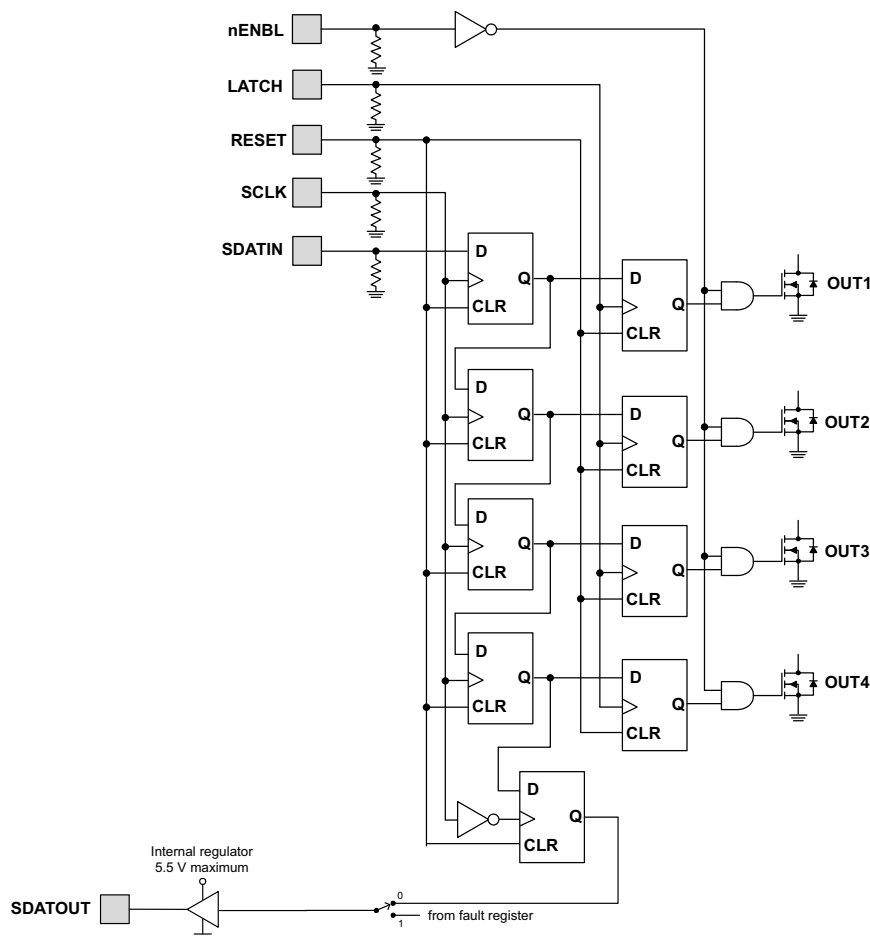 nENBL
LATCH
RESET
SCLK
SDATIN
D
Q
CLR
D
Q
CLR
OUT1
D
Q
CLR
D
Q
CLR
OUT2
D
Q
CLR
D
Q
CLR
OUT3
D
Q
CLR
D
Q
CLR
OUT4
D
Q
CLR
Internal regulator
5.5 V maximum
SDATOUT
0
1
from fault register